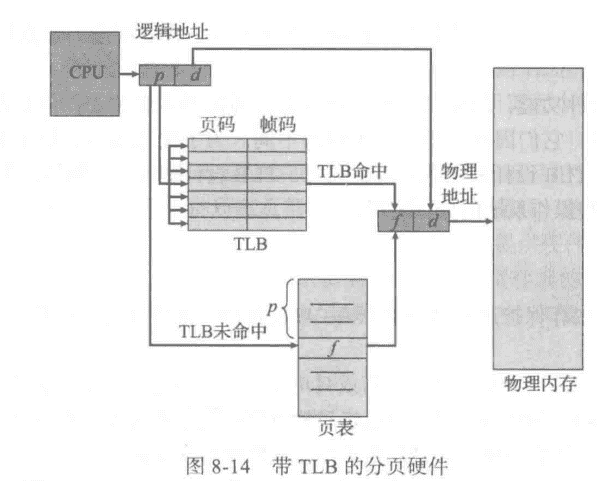 逻辑地址
CPU
p d
页码 帧码
TLB命中
物理
地址
f d
TLB
p
TLB未命中
f
页表
物理内存
图 8-14 带 TLB 的分页硬件